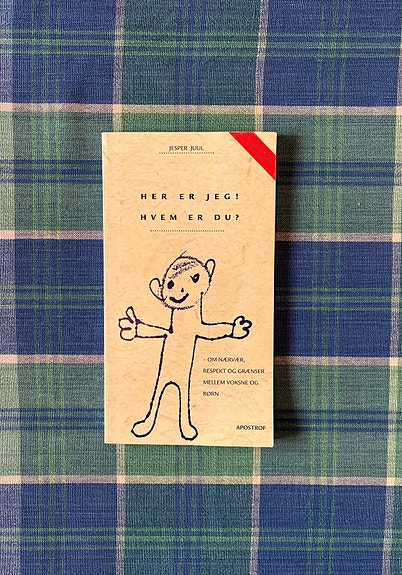 JESPER JUUL
HER ER JEG!
HVEM ER DU?
– OM NÆRVÆR,
RESPEKT OG GRÆNSER
MELLEM VOKSNE OG
BØRN
APOSTROF